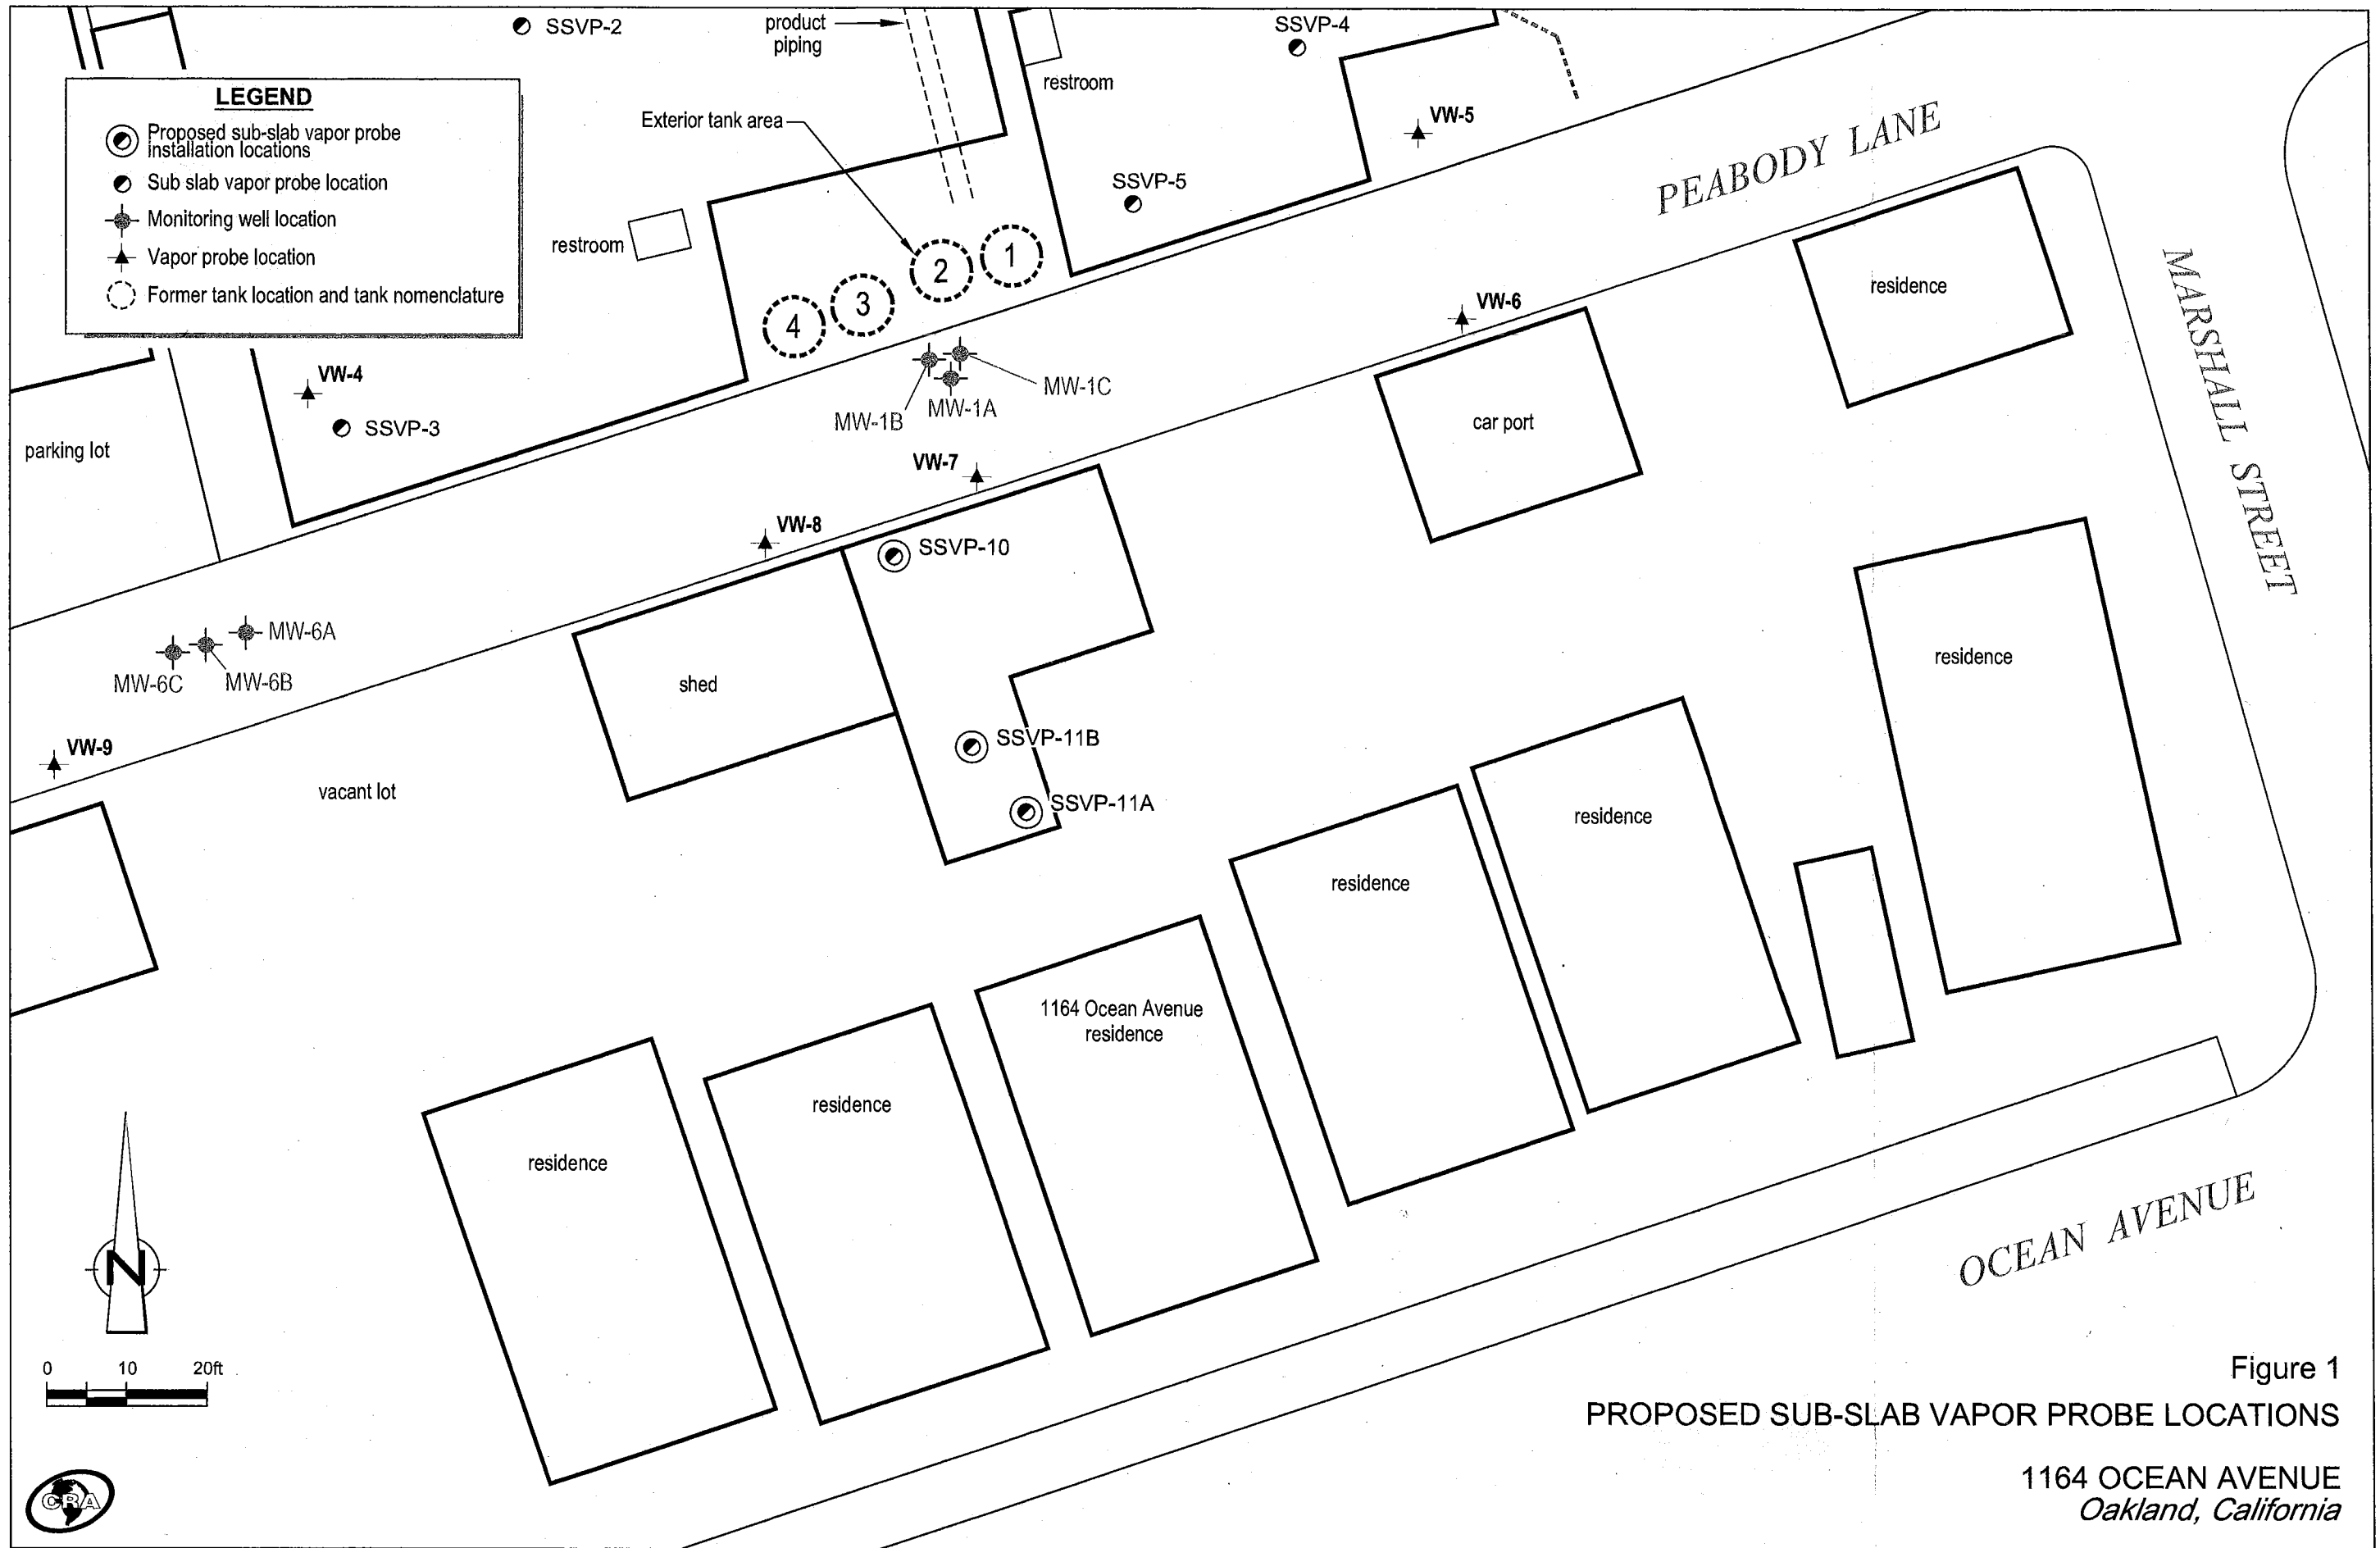 SSVP-2
product
piping
SSVP-4
restroom
LEGEND
Proposed sub-slab vapor probe
installation locations
Sub slab vapor probe location
Monitoring well location
Vapor probe location
Former tank location and tank nomenclature
Exterior tank area
VW-5
PEABODY LANE
SSVP-5
restroom
1
2
3
4
VW-6
residence
MARSHALL STREET
VW-4
SSVP-3
MW-1C
MW-1A
MW-1B
car port
parking lot
VW-7
VW-8
SSVP-10
MW-6A
MW-6C
MW-6B
shed
residence
VW-9
SSVP-11B
vacant lot
SSVP-11A
residence
residence
1164 Ocean Avenue
residence
residence
residence
OCEAN AVENUE
N
0 10 20ft
Figure 1
PROPOSED SUB-SLAB VAPOR PROBE LOCATIONS
1164 OCEAN AVENUE
Oakland, California
CRA